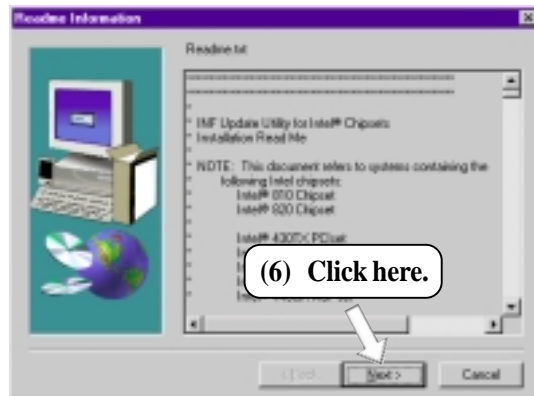 Readme Information
Readme.txt
* INF Update Utility for Intel® Chipsets
* Installation Read Me
* NOTE: This document refers to systems containing the
* following Intel chipsets:
* Intel® 810 Chipset
* Intel® 820 Chipset
* Intel® 430TX PCIset
(6) Click here.
Next >
Cancel